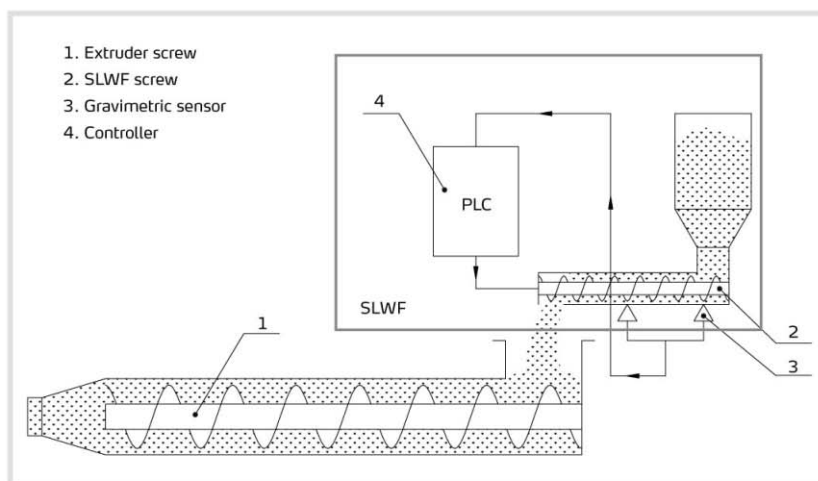 1. Extruder screw
2. SLWF screw
3. Gravimetric sensor
4. Controller
4
PLC
SLWF
1
2
3